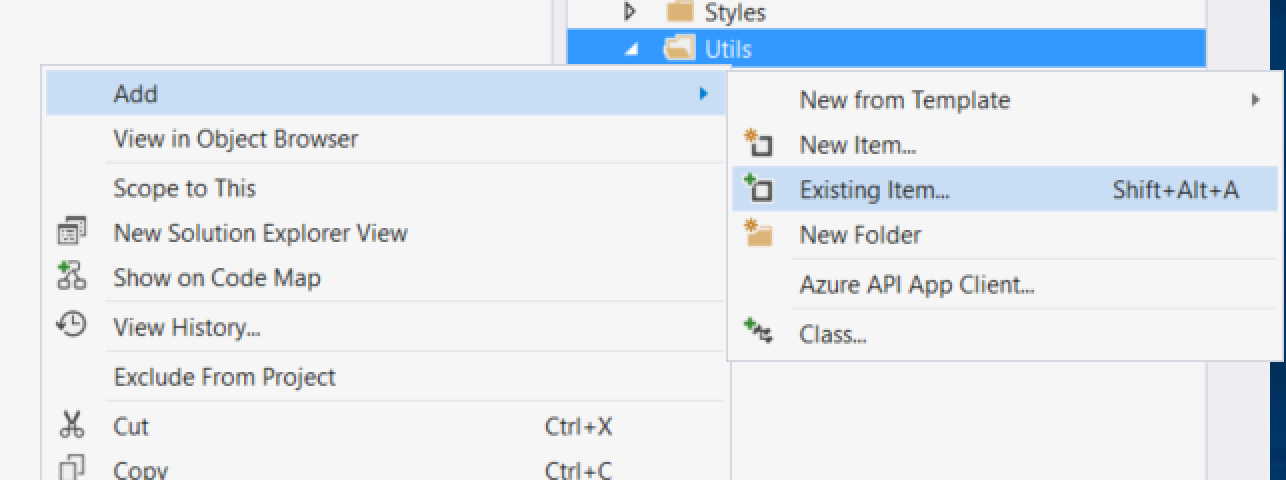 Styles
Utils
Add
View in Object Browser
Scope to This
New Solution Explorer View
Show on Code Map
View History...
Exclude From Project
Cut Ctrl+X
Copy Ctrl+C
New from Template
New Item...
Existing Item... Shift+Alt+A
New Folder
Azure API App Client...
Class...